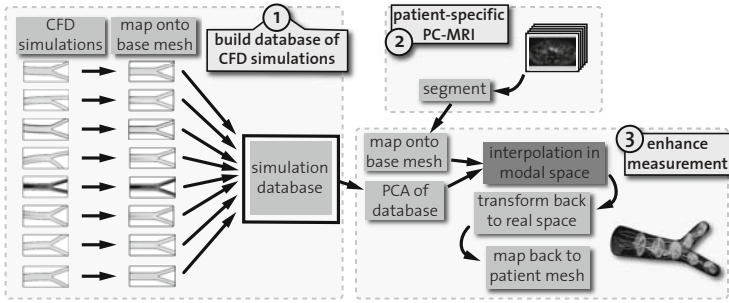 CFD
simulations
map onto
base mesh
1
build database of
CFD simulations
simulation
database
patient-specific
PC-MRI
2
segment
map onto
base mesh
PCA of
database
3
enhance
measurement
interpolation in
modal space
transform back
to real space
map back to
patient mesh